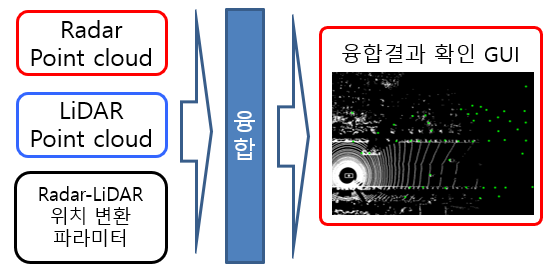 Radar
Point cloud
LiDAR
Point cloud
Radar-LiDAR
위치 변환
파라미터
융합
융합결과 확인 GUI